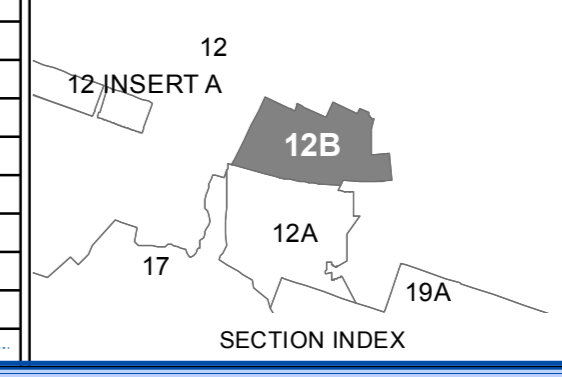 12
12 INSERT A
12B
12A
17
19A
SECTION INDEX